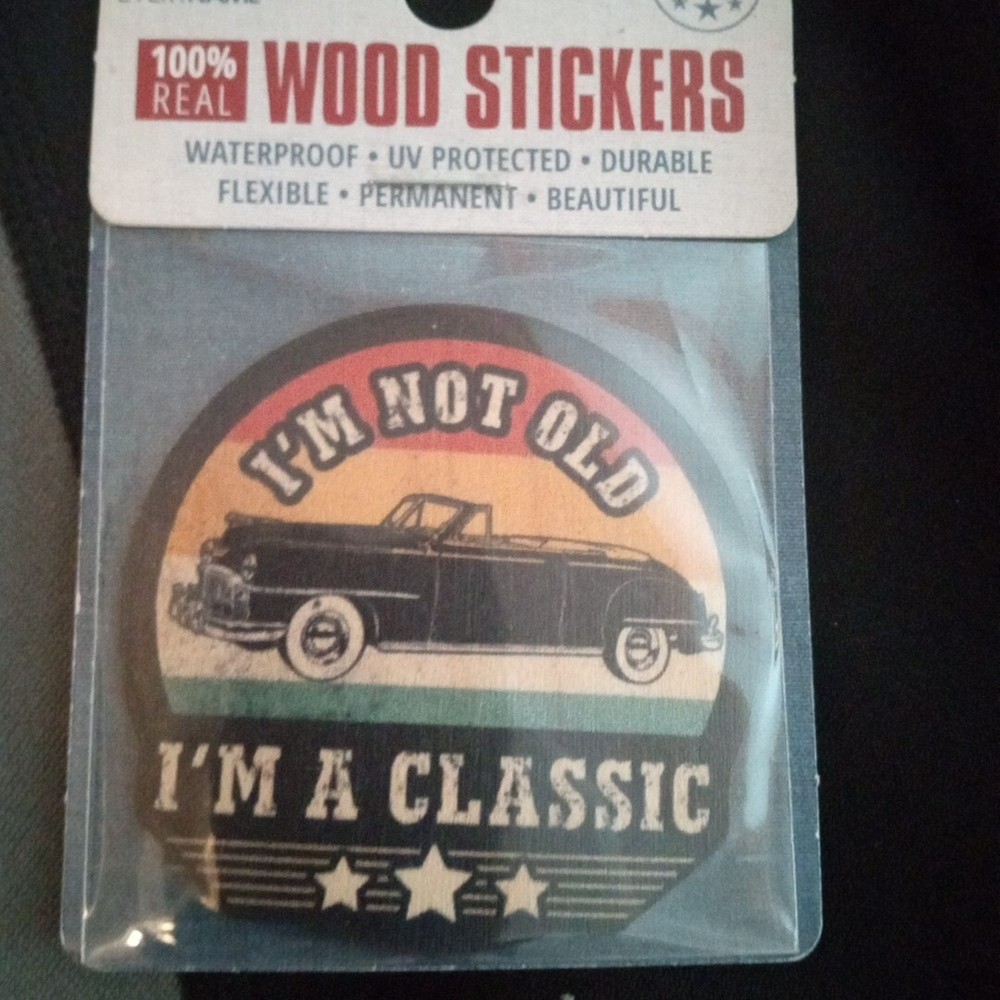 100%
REAL
WOOD STICKERS
WATERPROOF • UV PROTECTED • DURABLE
FLEXIBLE • PERMANENT • BEAUTIFUL
I'M NOT OLD
I'M A CLASSIC